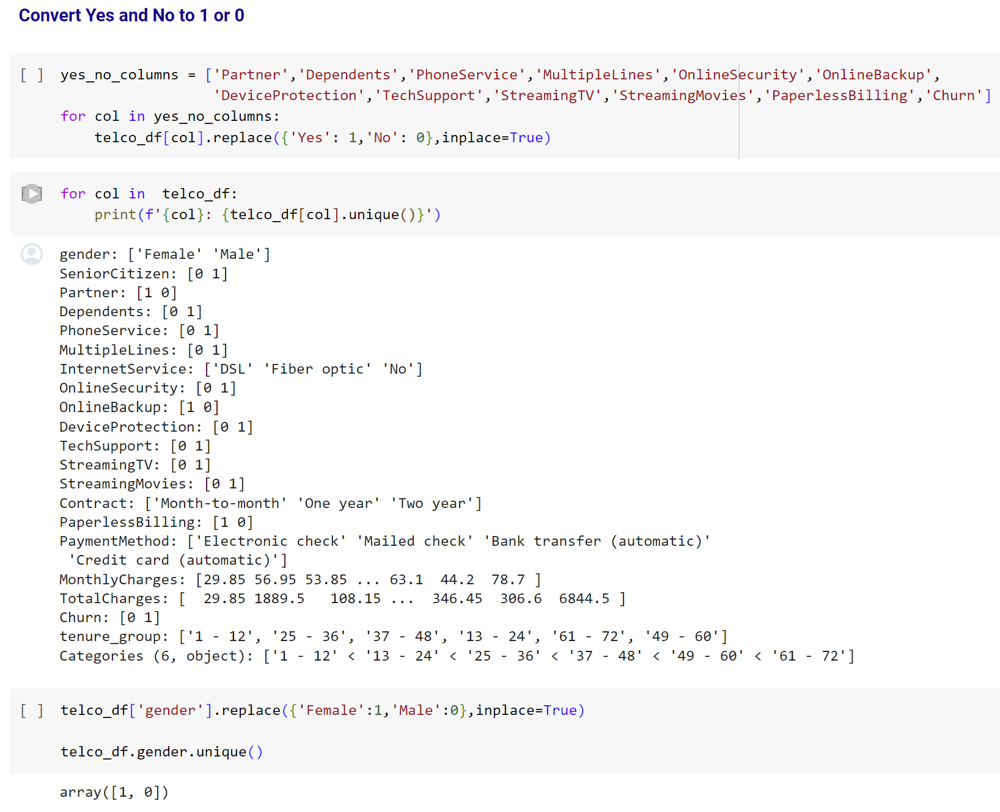 Convert Yes and No to 1 or 0
[ ] yes_no_columns = ['Partner','Dependents','PhoneService','MultipleLines','OnlineSecurity','OnlineBackup',
'DeviceProtection','TechSupport','StreamingTV','StreamingMovies','PaperlessBilling','Churn']
for col in yes_no_columns:
    telco_df[col].replace({'Yes': 1,'No': 0},inplace=True)
for col in  telco_df:
    print(f'{col}: {telco_df[col].unique()}')
gender: ['Female' 'Male']
SeniorCitizen: [0 1]
Partner: [1 0]
Dependents: [0 1]
PhoneService: [0 1]
MultipleLines: [0 1]
InternetService: ['DSL' 'Fiber optic' 'No']
OnlineSecurity: [0 1]
OnlineBackup: [1 0]
DeviceProtection: [0 1]
TechSupport: [0 1]
StreamingTV: [0 1]
StreamingMovies: [0 1]
Contract: ['Month-to-month' 'One year' 'Two year']
PaperlessBilling: [1 0]
PaymentMethod: ['Electronic check' 'Mailed check' 'Bank transfer (automatic)'
 'Credit card (automatic)']
MonthlyCharges: [29.85 56.95 53.85 ... 63.1  44.2  78.7 ]
TotalCharges: [  29.85 1889.5   108.15 ...  346.45  306.6  6844.5 ]
Churn: [0 1]
tenure_group: ['1 - 12', '25 - 36', '37 - 48', '13 - 24', '61 - 72', '49 - 60']
Categories (6, object): ['1 - 12' < '13 - 24' < '25 - 36' < '37 - 48' < '49 - 60' < '61 - 72']
[ ] telco_df['gender'].replace({'Female':1,'Male':0},inplace=True)
telco_df.gender.unique()
array([1, 0])